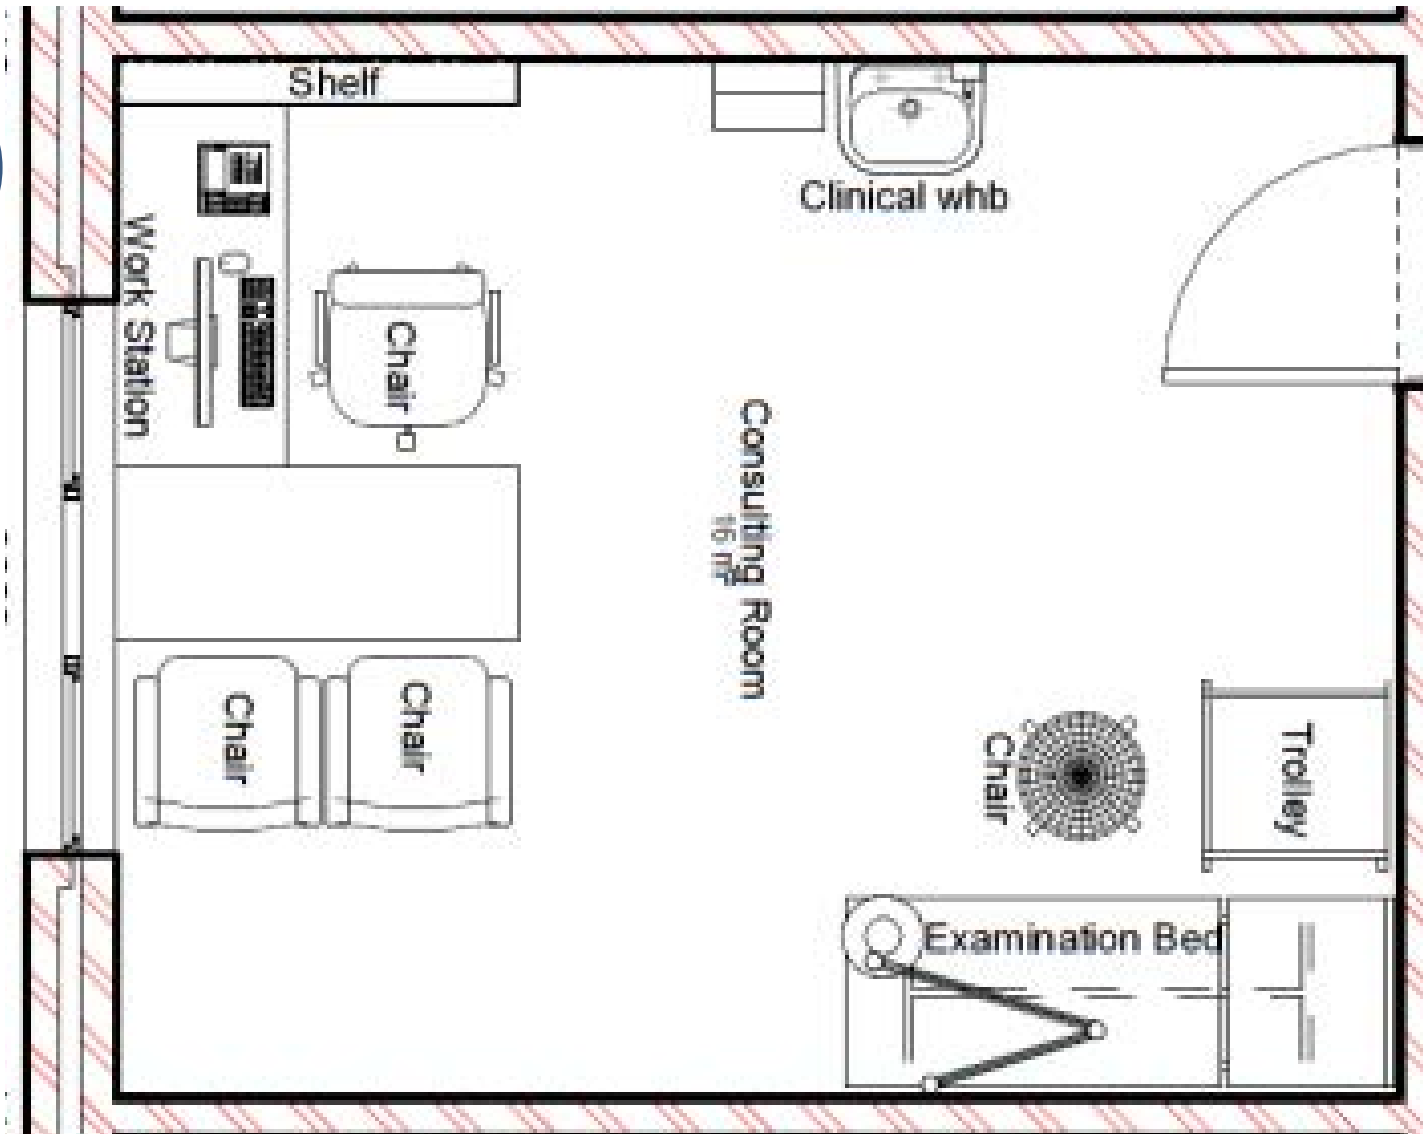 Shelf
Clinical whb
Work Station
Chair
Consulting Room
16 m²
Chair
Chair
Chair
Trolley
Examination Bed